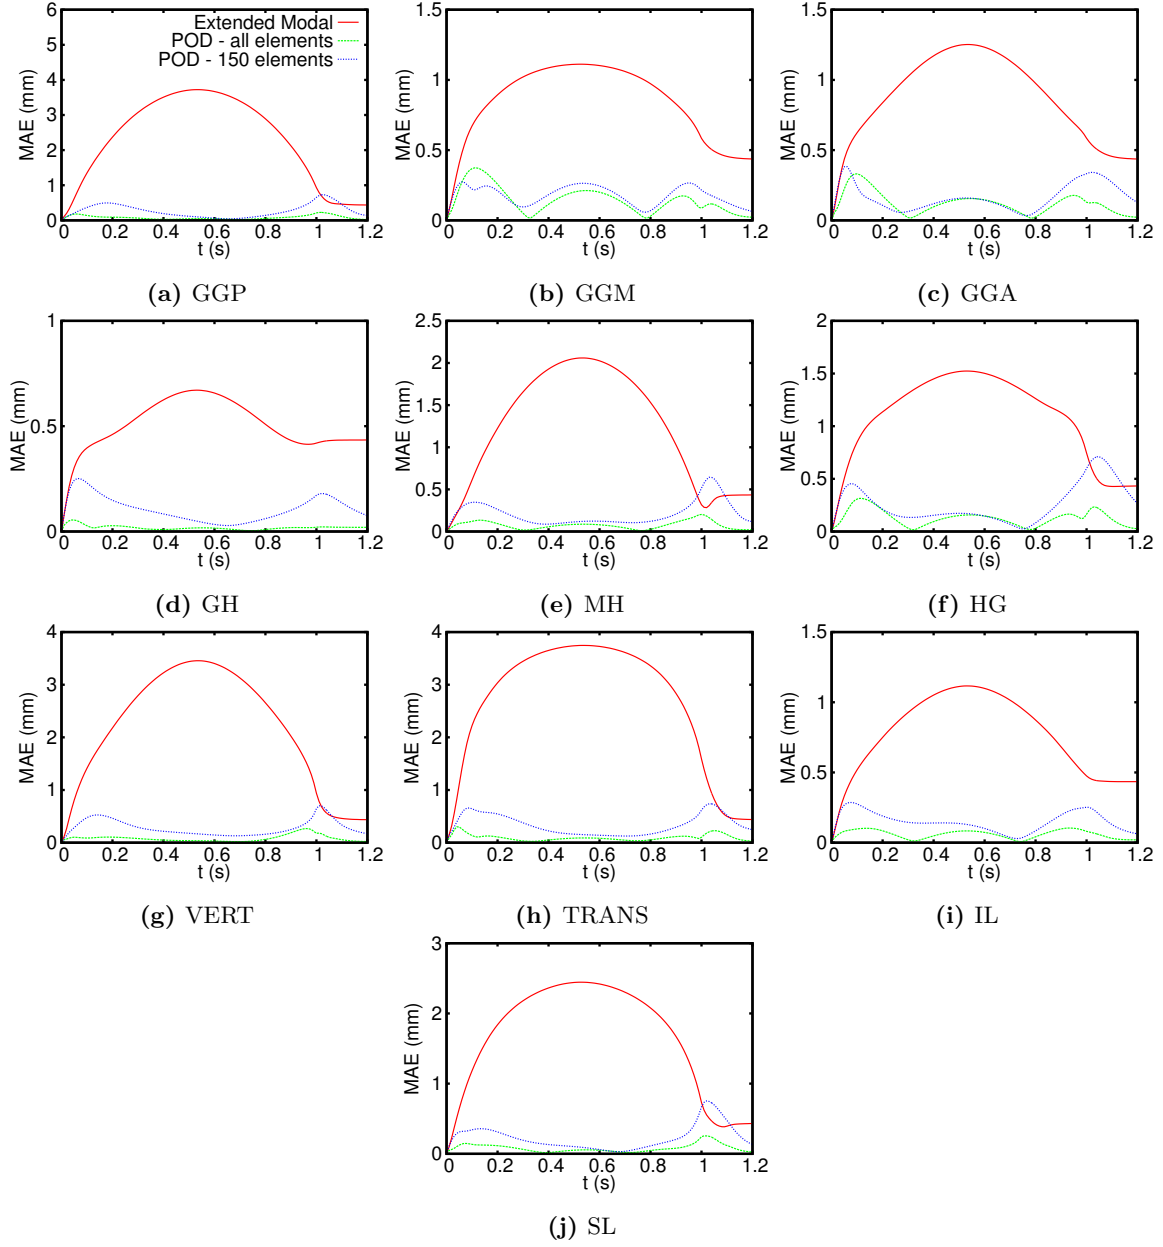 6
5
4
3
2
1
0
MAE (mm)
Extended Modal
POD - all elements
POD - 150 elements
0 0.2 0.4 0.6 0.8 1 1.2
t (s)
(a) GGP
1.5
1
0.5
0
MAE (mm)
0 0.2 0.4 0.6 0.8 1 1.2
t (s)
(b) GGM
1.5
1
0.5
0
MAE (mm)
0 0.2 0.4 0.6 0.8 1 1.2
t (s)
(c) GGA
1
0.5
0
MAE (mm)
0 0.2 0.4 0.6 0.8 1 1.2
t (s)
(d) GH
2.5
2
1.5
1
0.5
0
MAE (mm)
0 0.2 0.4 0.6 0.8 1 1.2
t (s)
(e) MH
2
1.5
1
0.5
0
MAE (mm)
0 0.2 0.4 0.6 0.8 1 1.2
t (s)
(f) HG
4
3
2
1
0
MAE (mm)
0 0.2 0.4 0.6 0.8 1 1.2
t (s)
(g) VERT
4
3
2
1
0
MAE (mm)
0 0.2 0.4 0.6 0.8 1 1.2
t (s)
(h) TRANS
1.5
1
0.5
0
MAE (mm)
0 0.2 0.4 0.6 0.8 1 1.2
t (s)
(i) IL
3
2
1
0
MAE (mm)
0 0.2 0.4 0.6 0.8 1 1.2
t (s)
(j) SL